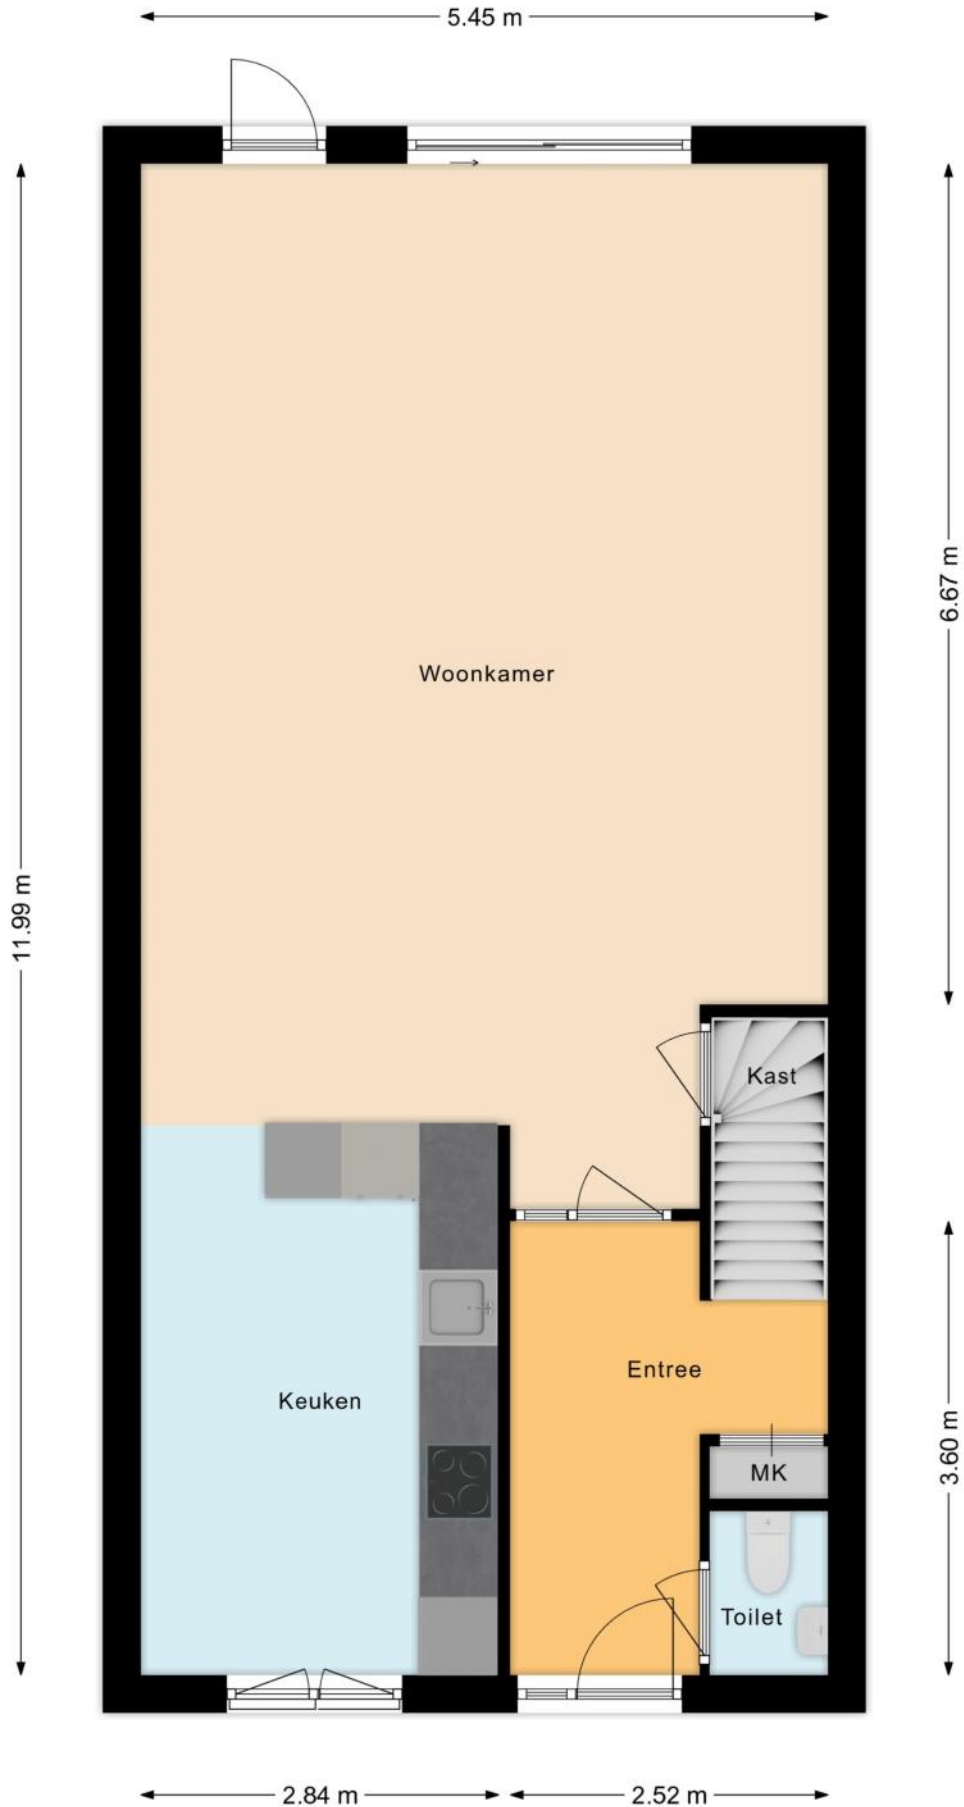 5.45 m
11.99 m
6.67 m
Woonkamer
Kast
Keuken
Entree
MK
3.60 m
Toilet
2.84 m
2.52 m